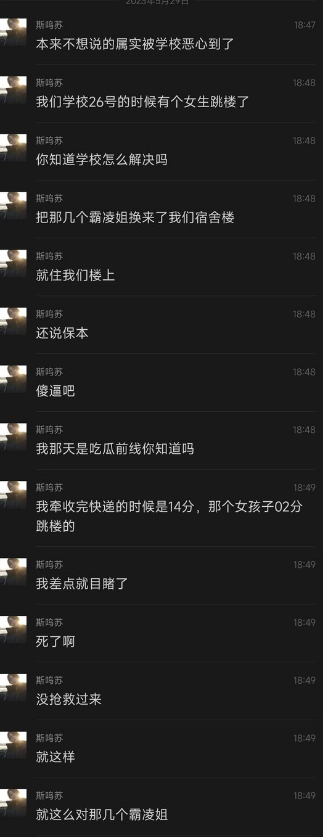 2023年5月29日
斯呜苏
18:47
本来不想说的属实被学校恶心到了
斯呜苏
18:48
我们学校26号的时候有个女生跳楼了
斯呜苏
18:48
你知道学校怎么解决吗
斯呜苏
18:48
把那几个霸凌姐换来了我们宿舍楼
斯呜苏
18:48
就住我们楼上
斯呜苏
18:48
还说保本
斯呜苏
18:48
傻逼吧
斯呜苏
18:48
我那天是吃瓜前线你知道吗
斯呜苏
18:49
我牵收完快递的时候是14分，那个女孩子02分
跳楼的
斯呜苏
18:49
我差点就目睹了
斯呜苏
18:49
死了啊
斯呜苏
18:49
没抢救过来
斯呜苏
18:49
就这样
斯呜苏
18:49
就这么对那几个霸凌姐